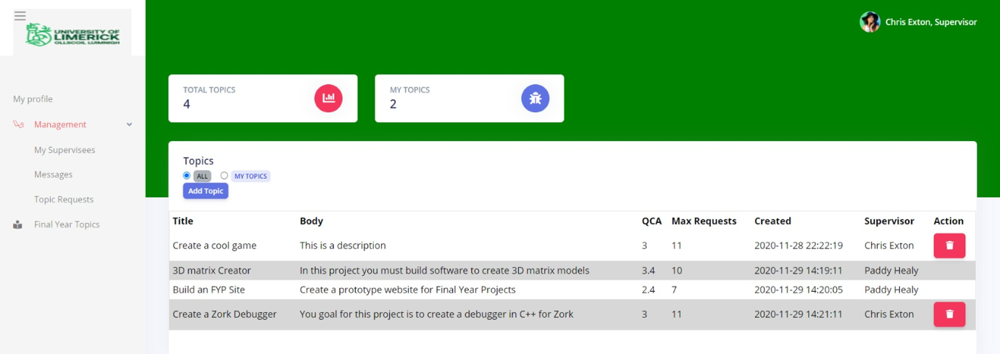 UNIVERSITY OF
LIMERICK
OLLSCOIL LUIMNIGH
Chris Exton, Supervisor
My profile
Management
My Supervisees
Messages
Topic Requests
Final Year Topics
TOTAL TOPICS
4
MY TOPICS
2
Topics
ALL MY TOPICS
Add Topic
Title Body QCA Max Requests Created Supervisor Action
Create a cool game This is a description 3 11 2020-11-28 22:22:19 Chris Exton
3D matrix Creator In this project you must build software to create 3D matrix models 3.4 10 2020-11-29 14:19:11 Paddy Healy
Build an FYP Site Create a prototype website for Final Year Projects 2.4 7 2020-11-29 14:20:05 Paddy Healy
Create a Zork Debugger You goal for this project is to create a debugger in C++ for Zork 3 11 2020-11-29 14:21:11 Chris Exton